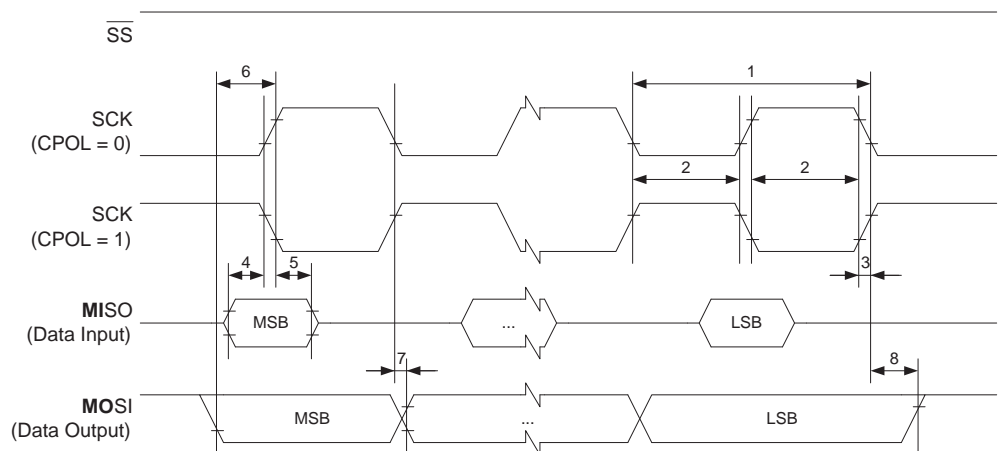 SS
6
1
SCK
(CPOL = 0)
2
2
SCK
(CPOL = 1)
4
5
3
MISO
(Data Input)
MSB
...
LSB
7
8
MOSI
(Data Output)
MSB
...
LSB